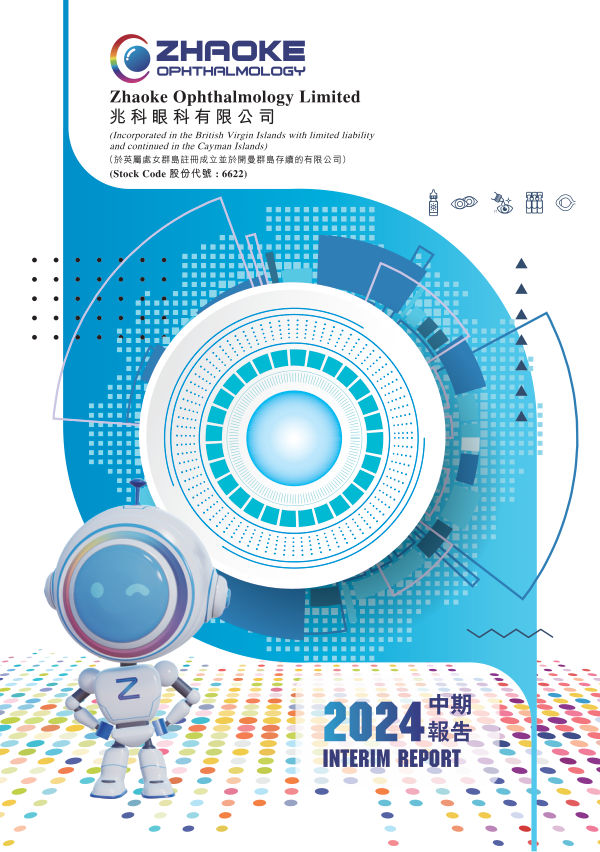 ZHAOKE
OPHTHALMOLOGY
Zhaoke Ophthalmology Limited
兆科眼科有限公司
(Incorporated in the British Virgin Islands with limited liability
and continued in the Cayman Islands)
(於英屬處女群島註冊成立並於開曼群島存續的有限公司)
(Stock Code 股份代號 : 6622)
Z
2024 中期
報告
INTERIM REPORT